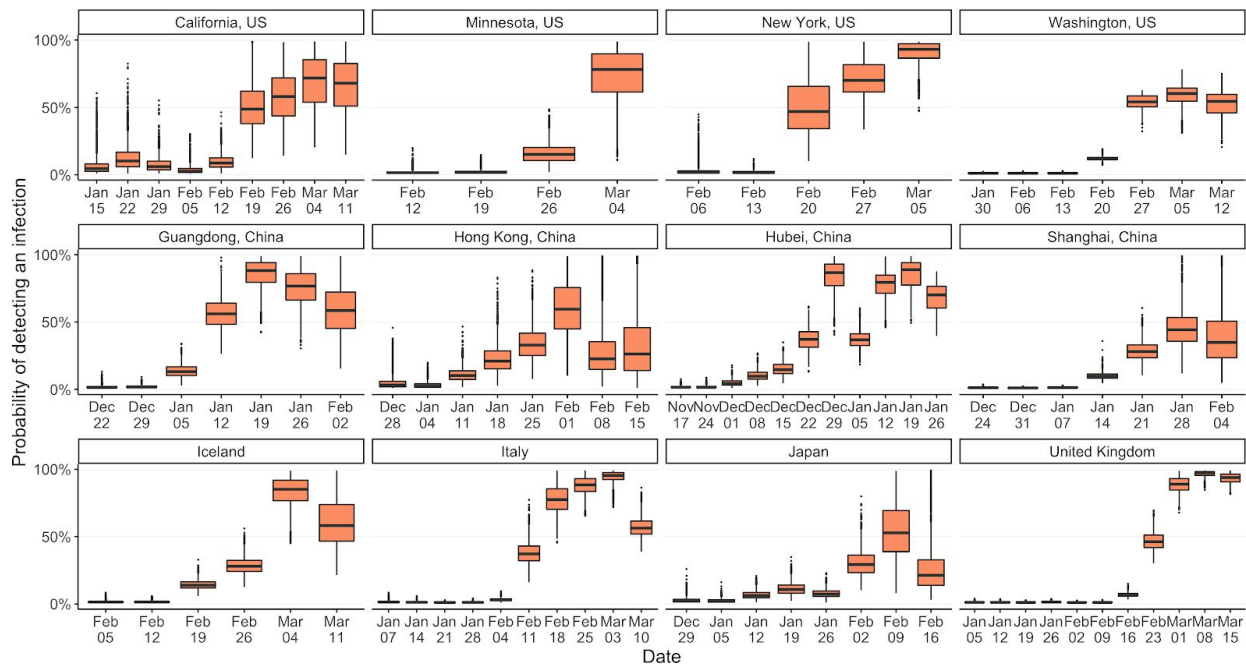 California, US
Minnesota, US
New York, US
Washington, US
100%
50%
0%
Jan Jan Jan Feb Feb Feb Feb Mar Mar
15 22 29 05 12 19 26 04 11
Feb Feb Feb Mar
12 19 26 04
Feb Feb Feb Feb Mar
06 13 20 27 05
Jan Feb Feb Feb Feb Mar Mar
30 06 13 20 27 05 12
Guangdong, China
Hong Kong, China
Hubei, China
Shanghai, China
100%
50%
0%
Dec Dec Jan Jan Jan Jan Feb
22 29 05 12 19 26 02
Dec Jan Jan Jan Jan Feb Feb Feb
28 04 11 18 25 01 08 15
Nov Nov Dec Dec Dec Dec Dec Jan Jan Jan Jan
17 24 01 08 15 22 29 05 12 19 26
Dec Dec Jan Jan Jan Jan Feb
24 31 07 14 21 28 04
Iceland
Italy
Japan
United Kingdom
100%
50%
0%
Feb Feb Feb Feb Mar Mar
05 12 19 26 04 11
Jan Jan Jan Jan Feb Feb Feb Feb Mar Mar
07 14 21 28 04 11 18 25 03 10
Dec Jan Jan Jan Jan Feb Feb Feb
29 05 12 19 26 02 09 16
Jan Jan Jan Jan Feb Feb Feb Feb Mar Mar Mar
05 12 19 26 02 09 16 23 01 08 15
Probability of detecting an infection
Date